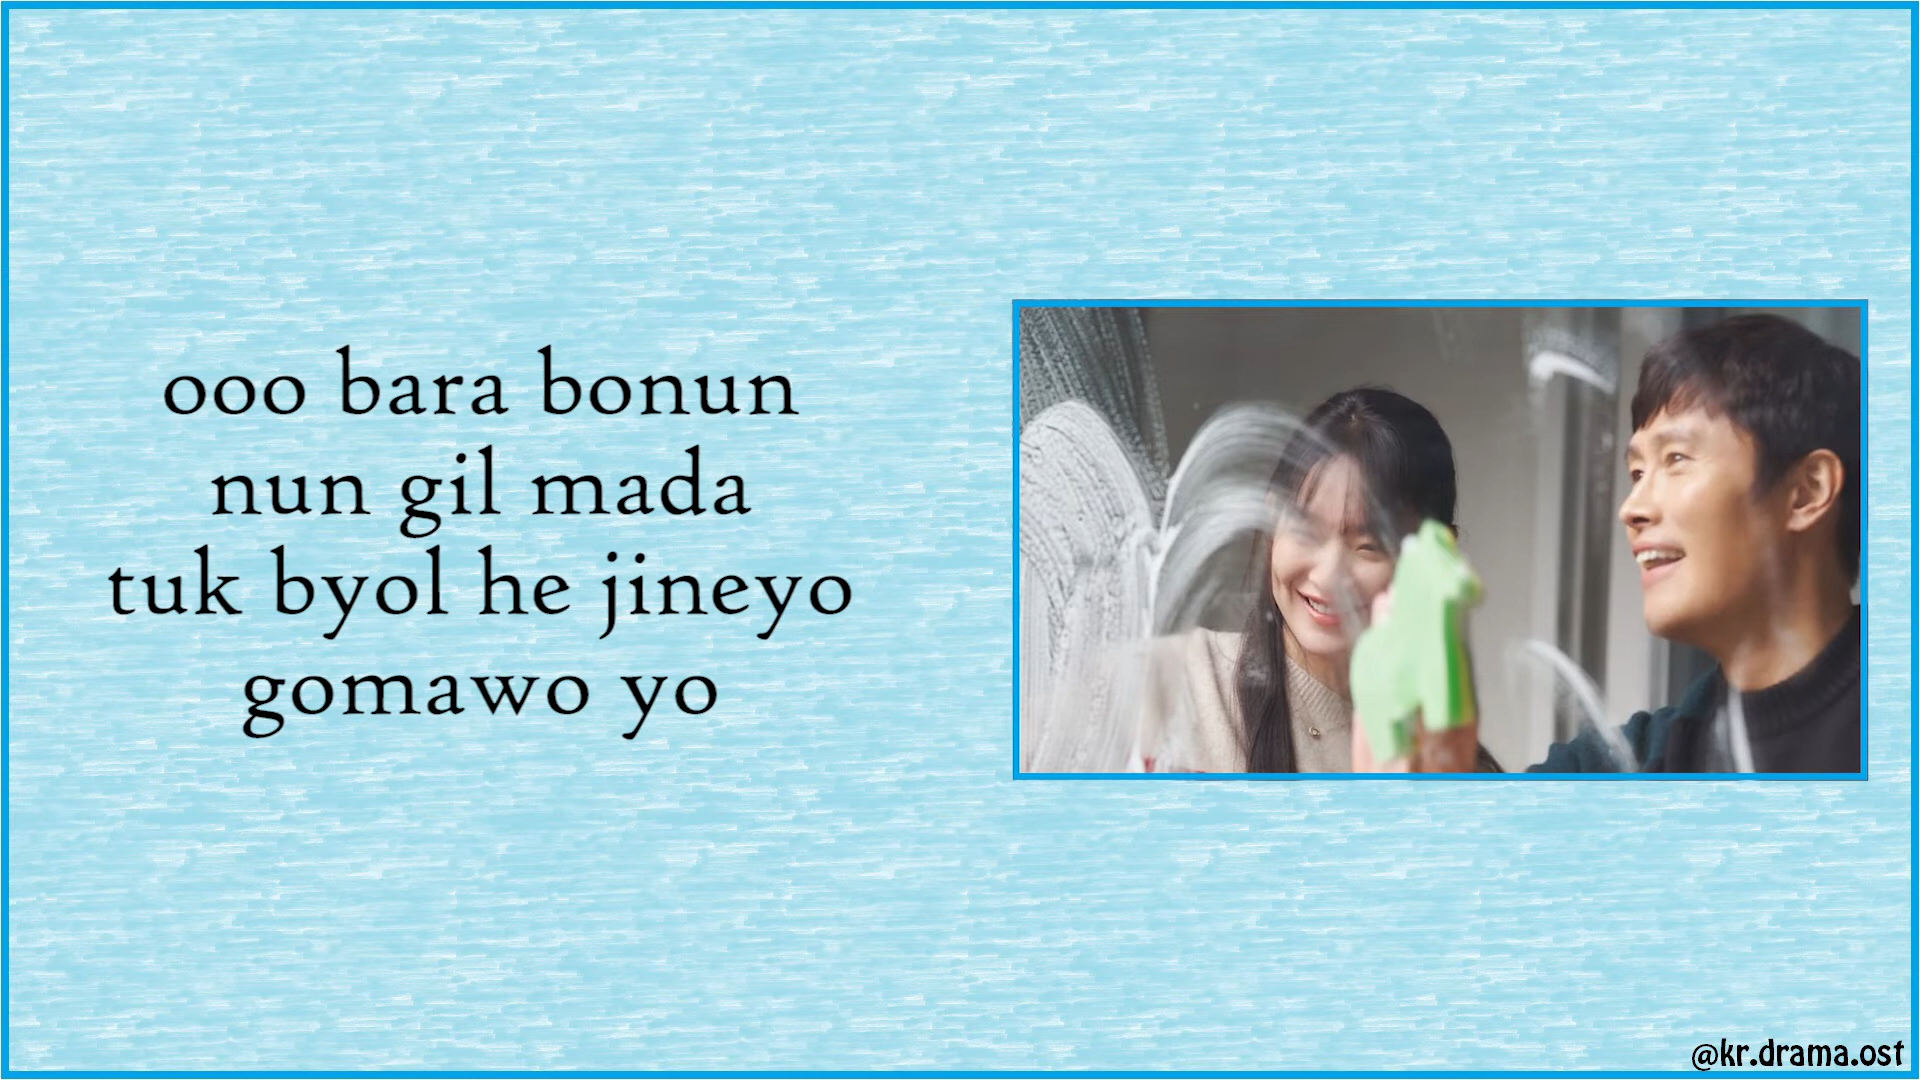 ooo bara bonun
nun gil mada
tuk byol he jineyo
gomawo yo
@kr.drama.ost